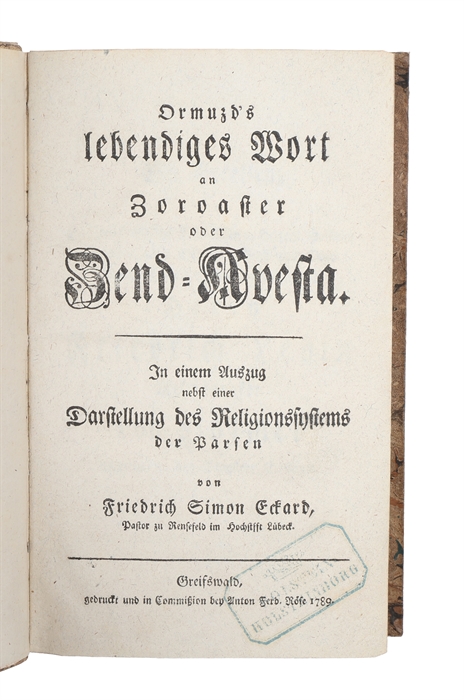 Ormuzd's
lebendiges Wort
an
Zoroaster
oder
Zend-Avesta.
In einem Auszug
nebst einer
Darstellung des Religionssystems
der Parsen
von
Friedrich Simon Eckard,
Pastor zu Rensefeld im Hochstift Lübeck.
Greifswald,
gedruckt und in Commißion bey Anton Ferd. Röse 1789.